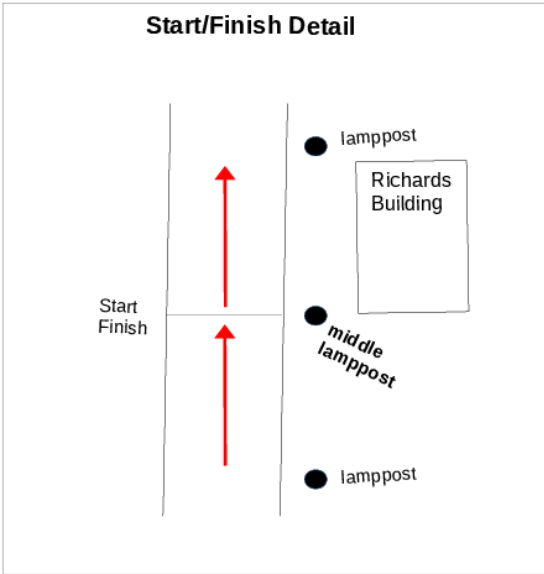 Start/Finish Detail
lamppost
Richards
Building
Start
Finish
middle
lamppost
lamppost